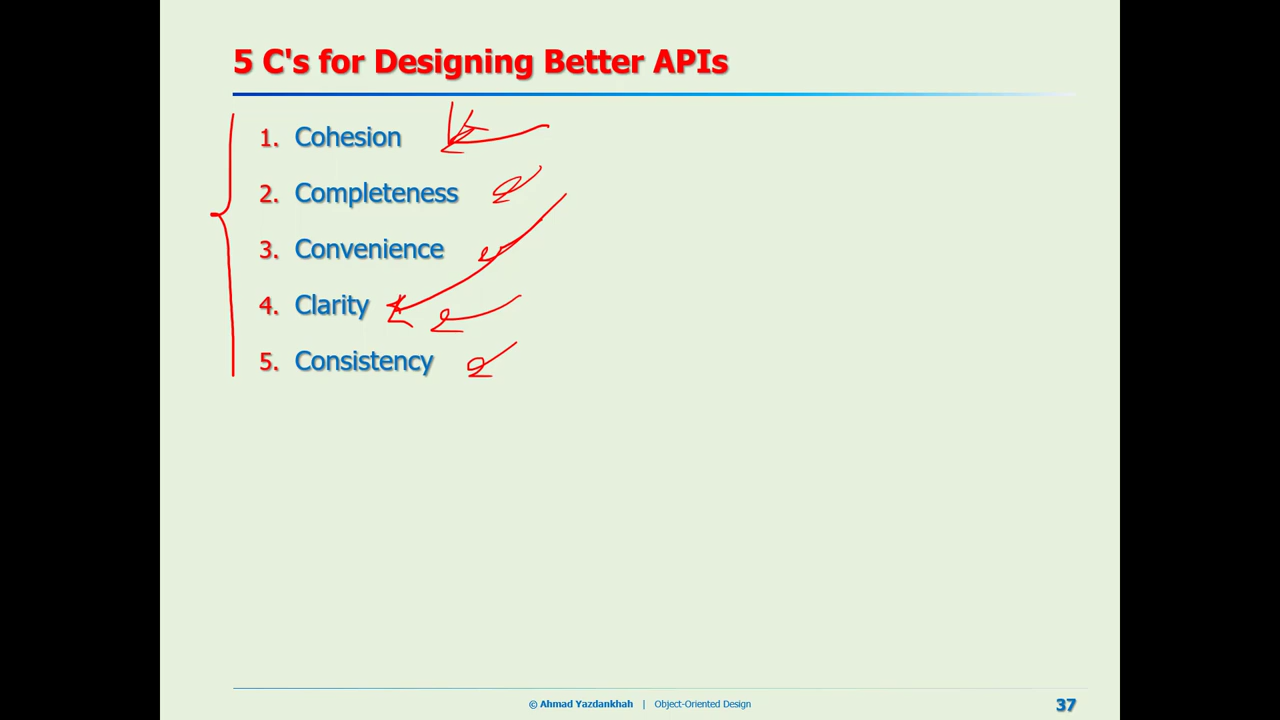 5 C's for Designing Better APIs
1. Cohesion
2. Completeness
3. Convenience
4. Clarity
5. Consistency
© Ahmad Yazdankhah | Object-Oriented Design
37